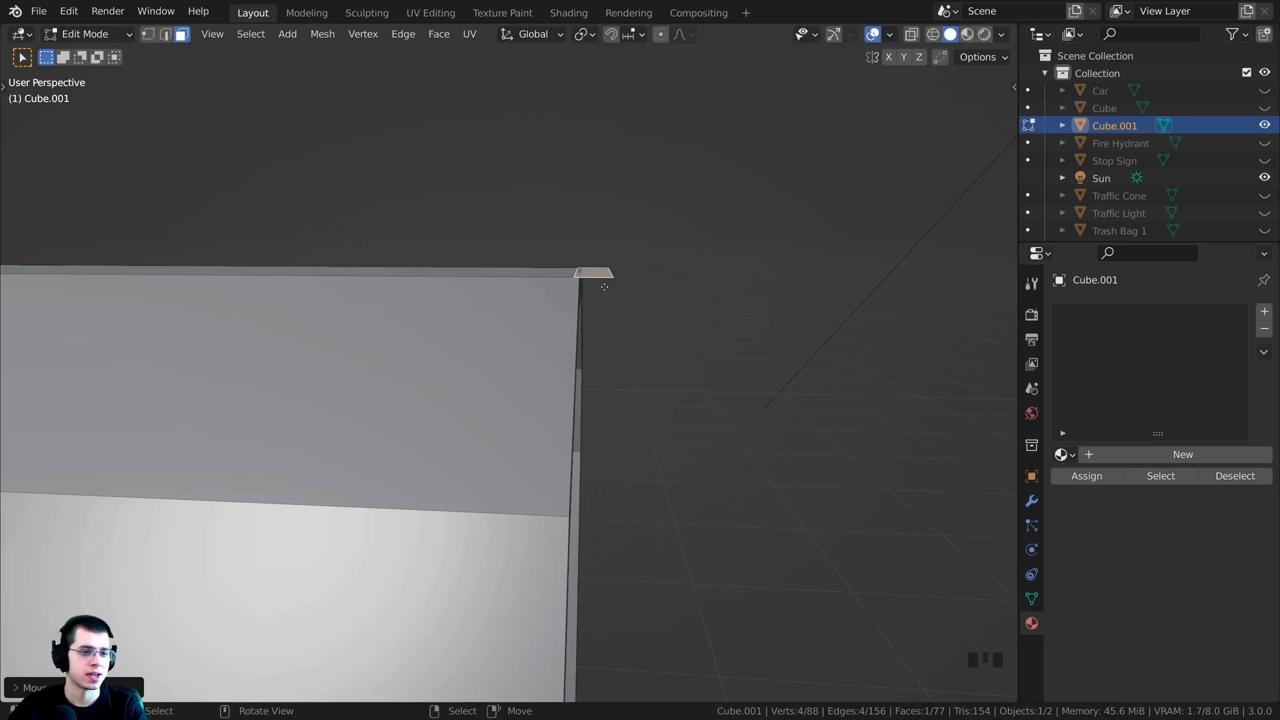 File Edit Render Window Help Layout Modeling Sculpting UV Editing Texture Paint Shading Rendering Compositing + Scene View Layer
Edit Mode View Select Add Mesh Vertex Edge Face UV Global
X Y Z Options
User Perspective
(1) Cube.001
Scene Collection
Collection
Car
Cube
Cube.001
Fire Hydrant
Stop Sign
Sun
Traffic Cone
Traffic Light
Trash Bag 1
Cube.001
New
Assign Select Deselect
Select Rotate View Select Move
Cube.001 | Verts:4/88 | Edges:4/156 | Faces:1/77 | Tris:154 | Objects:1/2 | Memory: 45.6 MiB | VRAM: 1.7/8.0 GiB | 3.0.0